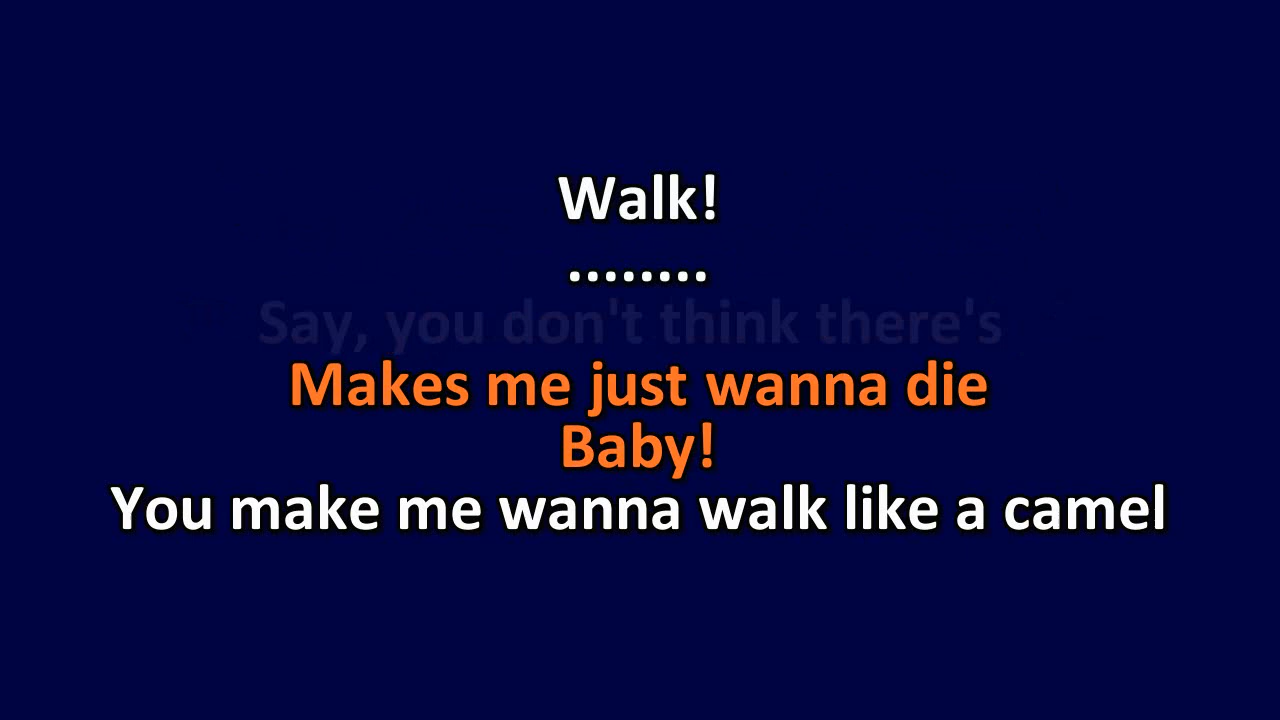 Walk!
........
Say, you don't think there's
Makes me just wanna die
Baby!
You make me wanna walk like a camel